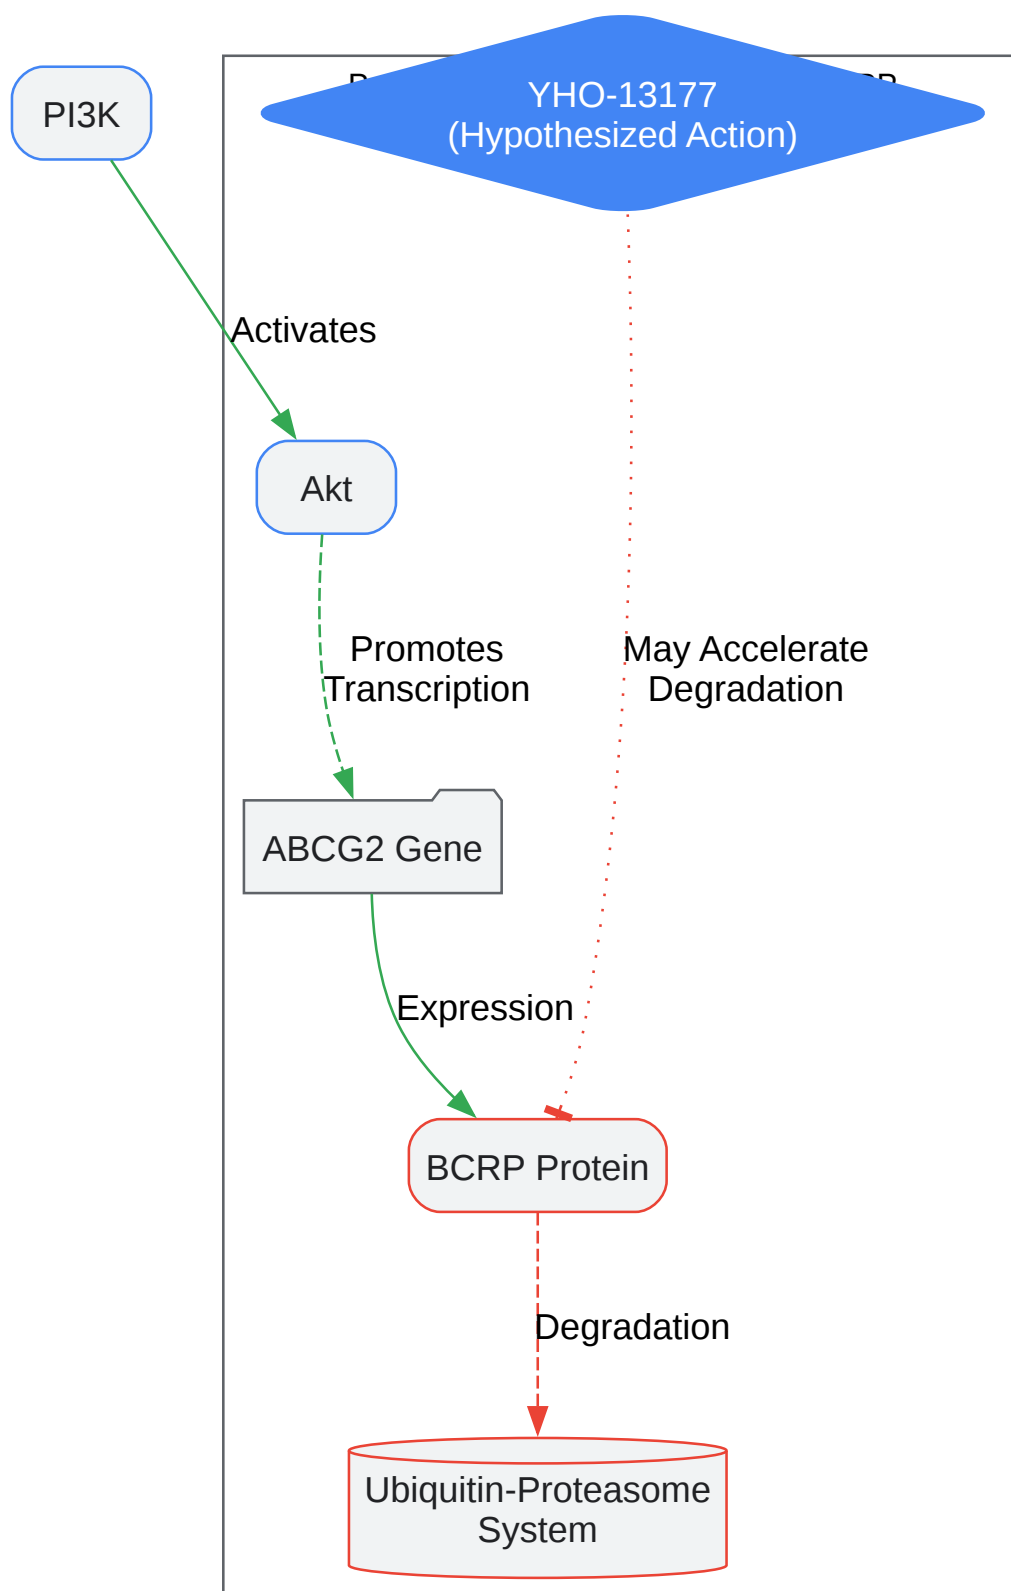 PI3K
YHO-13177
(Hypothesized Action)
Activates
Akt
Promotes
Transcription
May Accelerate
Degradation
ABCG2 Gene
Expression
BCRP Protein
Degradation
Ubiquitin-Proteasome
System